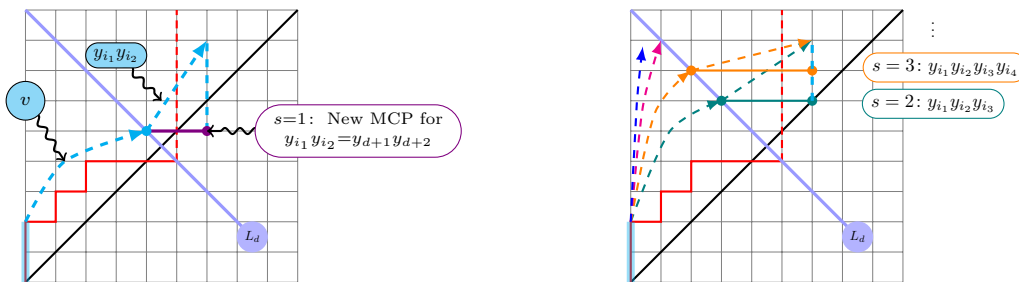 $y_{i_1}y_{i_2}$
$v$
$s$=1: New MCP for
$y_{i_1}y_{i_2}$=$y_{d+1}y_{d+2}$
$L_d$
⋮
$s = 3$: $y_{i_1}y_{i_2}y_{i_3}y_{i_4}$
$s = 2$: $y_{i_1}y_{i_2}y_{i_3}$
$L_d$